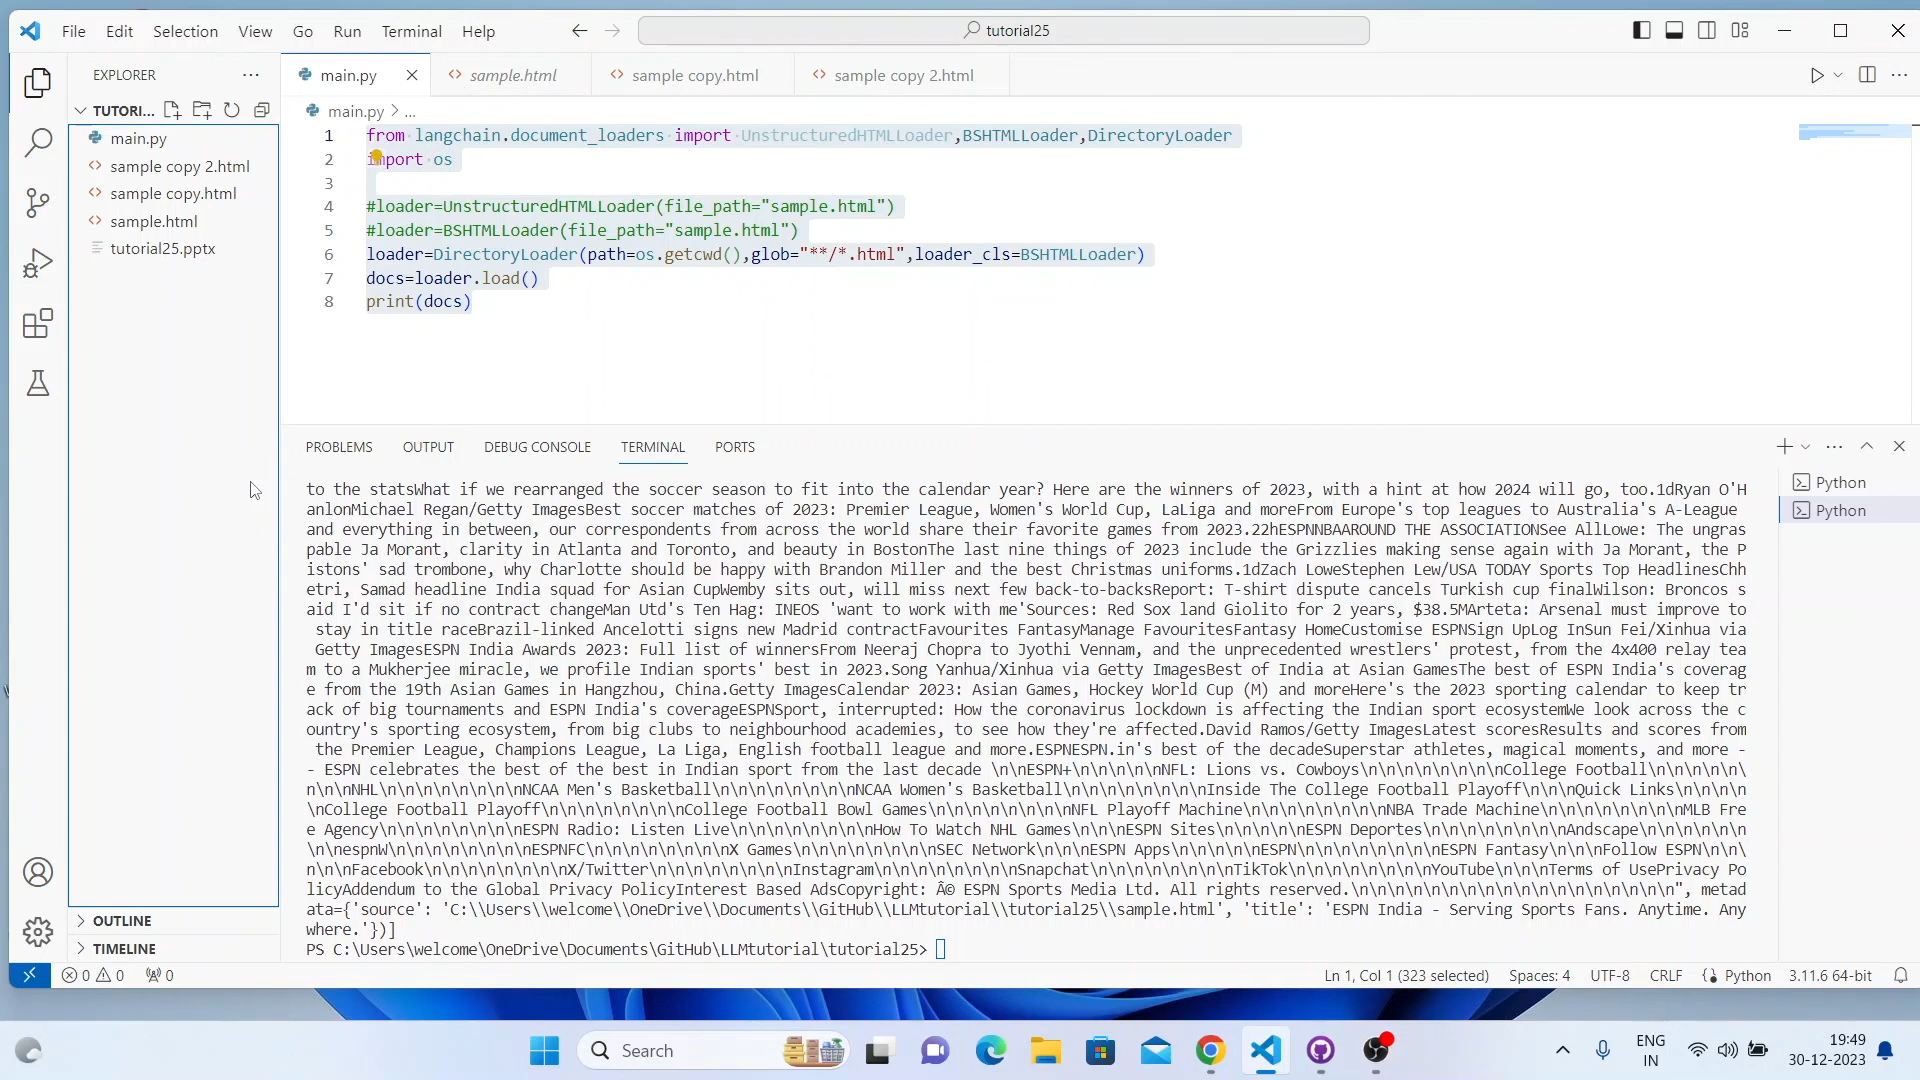 File Edit Selection View Go Run Terminal Help
tutorial25
EXPLORER
TUTORI...
main.py
sample copy 2.html
sample copy.html
sample.html
tutorial25.pptx
OUTLINE
TIMELINE
main.py
sample.html
sample copy.html
sample copy 2.html
main.py > ...
1 from langchain.document_loaders import UnstructuredHTMLLoader,BSHTMLLoader,DirectoryLoader
2 import os
3
4 #loader=UnstructuredHTMLLoader(file_path="sample.html")
5 #loader=BSHTMLLoader(file_path="sample.html")
6 loader=DirectoryLoader(path=os.getcwd(),glob="**/*.html",loader_cls=BSHTMLLoader)
7 docs=loader.load()
8 print(docs)
PROBLEMS OUTPUT DEBUG CONSOLE TERMINAL PORTS
Python
Python
to the statsWhat if we rearranged the soccer season to fit into the calendar year? Here are the winners of 2023, with a hint at how 2024 will go, too.1dRyan O'H
anlonMichael Regan/Getty ImagesBest soccer matches of 2023: Premier League, Women's World Cup, LaLiga and moreFrom Europe's top leagues to Australia's A-League
and everything in between, our correspondents from across the world share their favorite games from 2023.22hESPNNBAAROUND THE ASSOCIATIONSee AllLowe: The ungras
pable Ja Morant, clarity in Atlanta and Toronto, and beauty in BostonThe last nine things of 2023 include the Grizzlies making sense again with Ja Morant, the P
istons' sad trombone, why Charlotte should be happy with Brandon Miller and the best Christmas uniforms.1dZach LoweStephen Lew/USA TODAY Sports Top HeadlinesChh
etri, Samad headline India squad for Asian CupWemby sits out, will miss next few back-to-backsReport: T-shirt dispute cancels Turkish cup finalWilson: Broncos s
aid I'd sit if no contract changeMan Utd's Ten Hag: INEOS 'want to work with me'Sources: Red Sox land Giolito for 2 years, $38.5MArteta: Arsenal must improve to
stay in title raceBrazil-linked Ancelotti signs new Madrid contractFavourites FantasyManage FavouritesFantasy HomeCustomise ESPNSign UpLog InSun Fei/Xinhua via
Getty ImagesESPN India Awards 2023: Full list of winnersFrom Neeraj Chopra to Jyothi Vennam, and the unprecedented wrestlers' protest, from the 4x400 relay tea
m to a Mukherjee miracle, we profile Indian sports' best in 2023.Song Yanhua/Xinhua via Getty ImagesBest of India at Asian GamesThe best of ESPN India's coverag
e from the 19th Asian Games in Hangzhou, China.Getty ImagesCalendar 2023: Asian Games, Hockey World Cup (M) and moreHere's the 2023 sporting calendar to keep tr
ack of big tournaments and ESPN India's coverageESPNSport, interrupted: How the coronavirus lockdown is affecting the Indian sport ecosystemWe look across the c
ountry's sporting ecosystem, from big clubs to neighbourhood academies, to see how they're affected.David Ramos/Getty ImagesLatest scoresResults and scores from
the Premier League, Champions League, La Liga, English football league and more.ESPNESPN.in's best of the decadeSuperstar athletes, magical moments, and more -
- ESPN celebrates the best of the best in Indian sport from the last decade \n\nESPN+\n\n\n\n\nNFL: Lions vs. Cowboys\n\n\n\n\n\n\nCollege Football\n\n\n\n\n\
n\n\nNHL\n\n\n\n\n\n\nNCAA Men's Basketball\n\n\n\n\n\n\nNCAA Women's Basketball\n\n\n\n\n\n\nInside The College Football Playoff\n\n\nQuick Links\n\n\n\n
\nCollege Football Playoff\n\n\n\n\n\n\nCollege Football Bowl Games\n\n\n\n\n\n\nNFL Playoff Machine\n\n\n\n\n\n\nNBA Trade Machine\n\n\n\n\n\n\nMLB Fre
e Agency\n\n\n\n\n\n\nESPN Radio: Listen Live\n\n\n\n\n\n\nHow To Watch NHL Games\n\n\nESPN Sites\n\n\n\n\nESPN Deportes\n\n\n\n\n\n\nAndscape\n\n\n\n\n\
\nespnW\n\n\n\n\n\n\nESPNFC\n\n\n\n\n\n\nX Games\n\n\n\n\n\n\nSEC Network\n\n\nESPN Apps\n\n\n\n\nESPN\n\n\n\n\n\n\nESPN Fantasy\n\n\nFollow ESPN\n\n\
n\n\nFacebook\n\n\n\n\n\n\nX/Twitter\n\n\n\n\n\n\nInstagram\n\n\n\n\n\n\nSnapchat\n\n\n\n\n\n\nTikTok\n\n\n\n\n\n\nYouTube\n\n\nTerms of UsePrivacy Po
licyAddendum to the Global Privacy PolicyInterest Based AdsCopyright: Â© ESPN Sports Media Ltd. All rights reserved.\n\n\n\n\n\n\n\n\n\n\n\n\n\n", metad
ata={'source': 'C:\\Users\\welcome\\OneDrive\\Documents\\GitHub\\LLMtutorial\\tutorial25\\sample.html', 'title': 'ESPN India - Serving Sports Fans. Anytime. Any
where.'})]
PS C:\Users\welcome\OneDrive\Documents\GitHub\LLMtutorial\tutorial25>
0 0 0 Ln 1, Col 1 (323 selected) Spaces: 4 UTF-8 CRLF Python 3.11.6 64-bit
Search
ENG
IN
19:49
30-12-2023